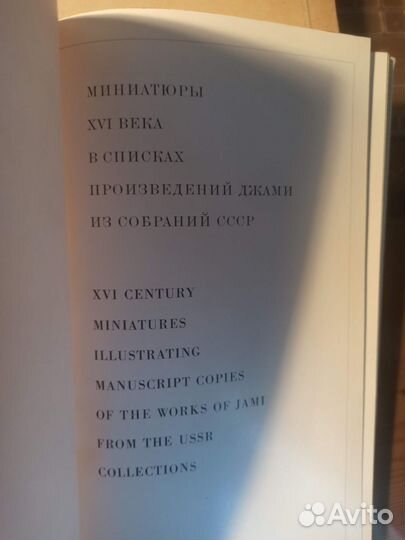 МИНИАТЮРЫ
XVI ВЕКА
В СПИСКАХ
ПРОИЗВЕДЕНИЙ ДЖАМИ
ИЗ СОБРАНИЙ СССР
XVI CENTURY
MINIATURES
ILLUSTRATING
MANUSCRIPT COPIES
OF THE WORKS OF JAMI
FROM THE USSR
COLLECTIONS
Avito